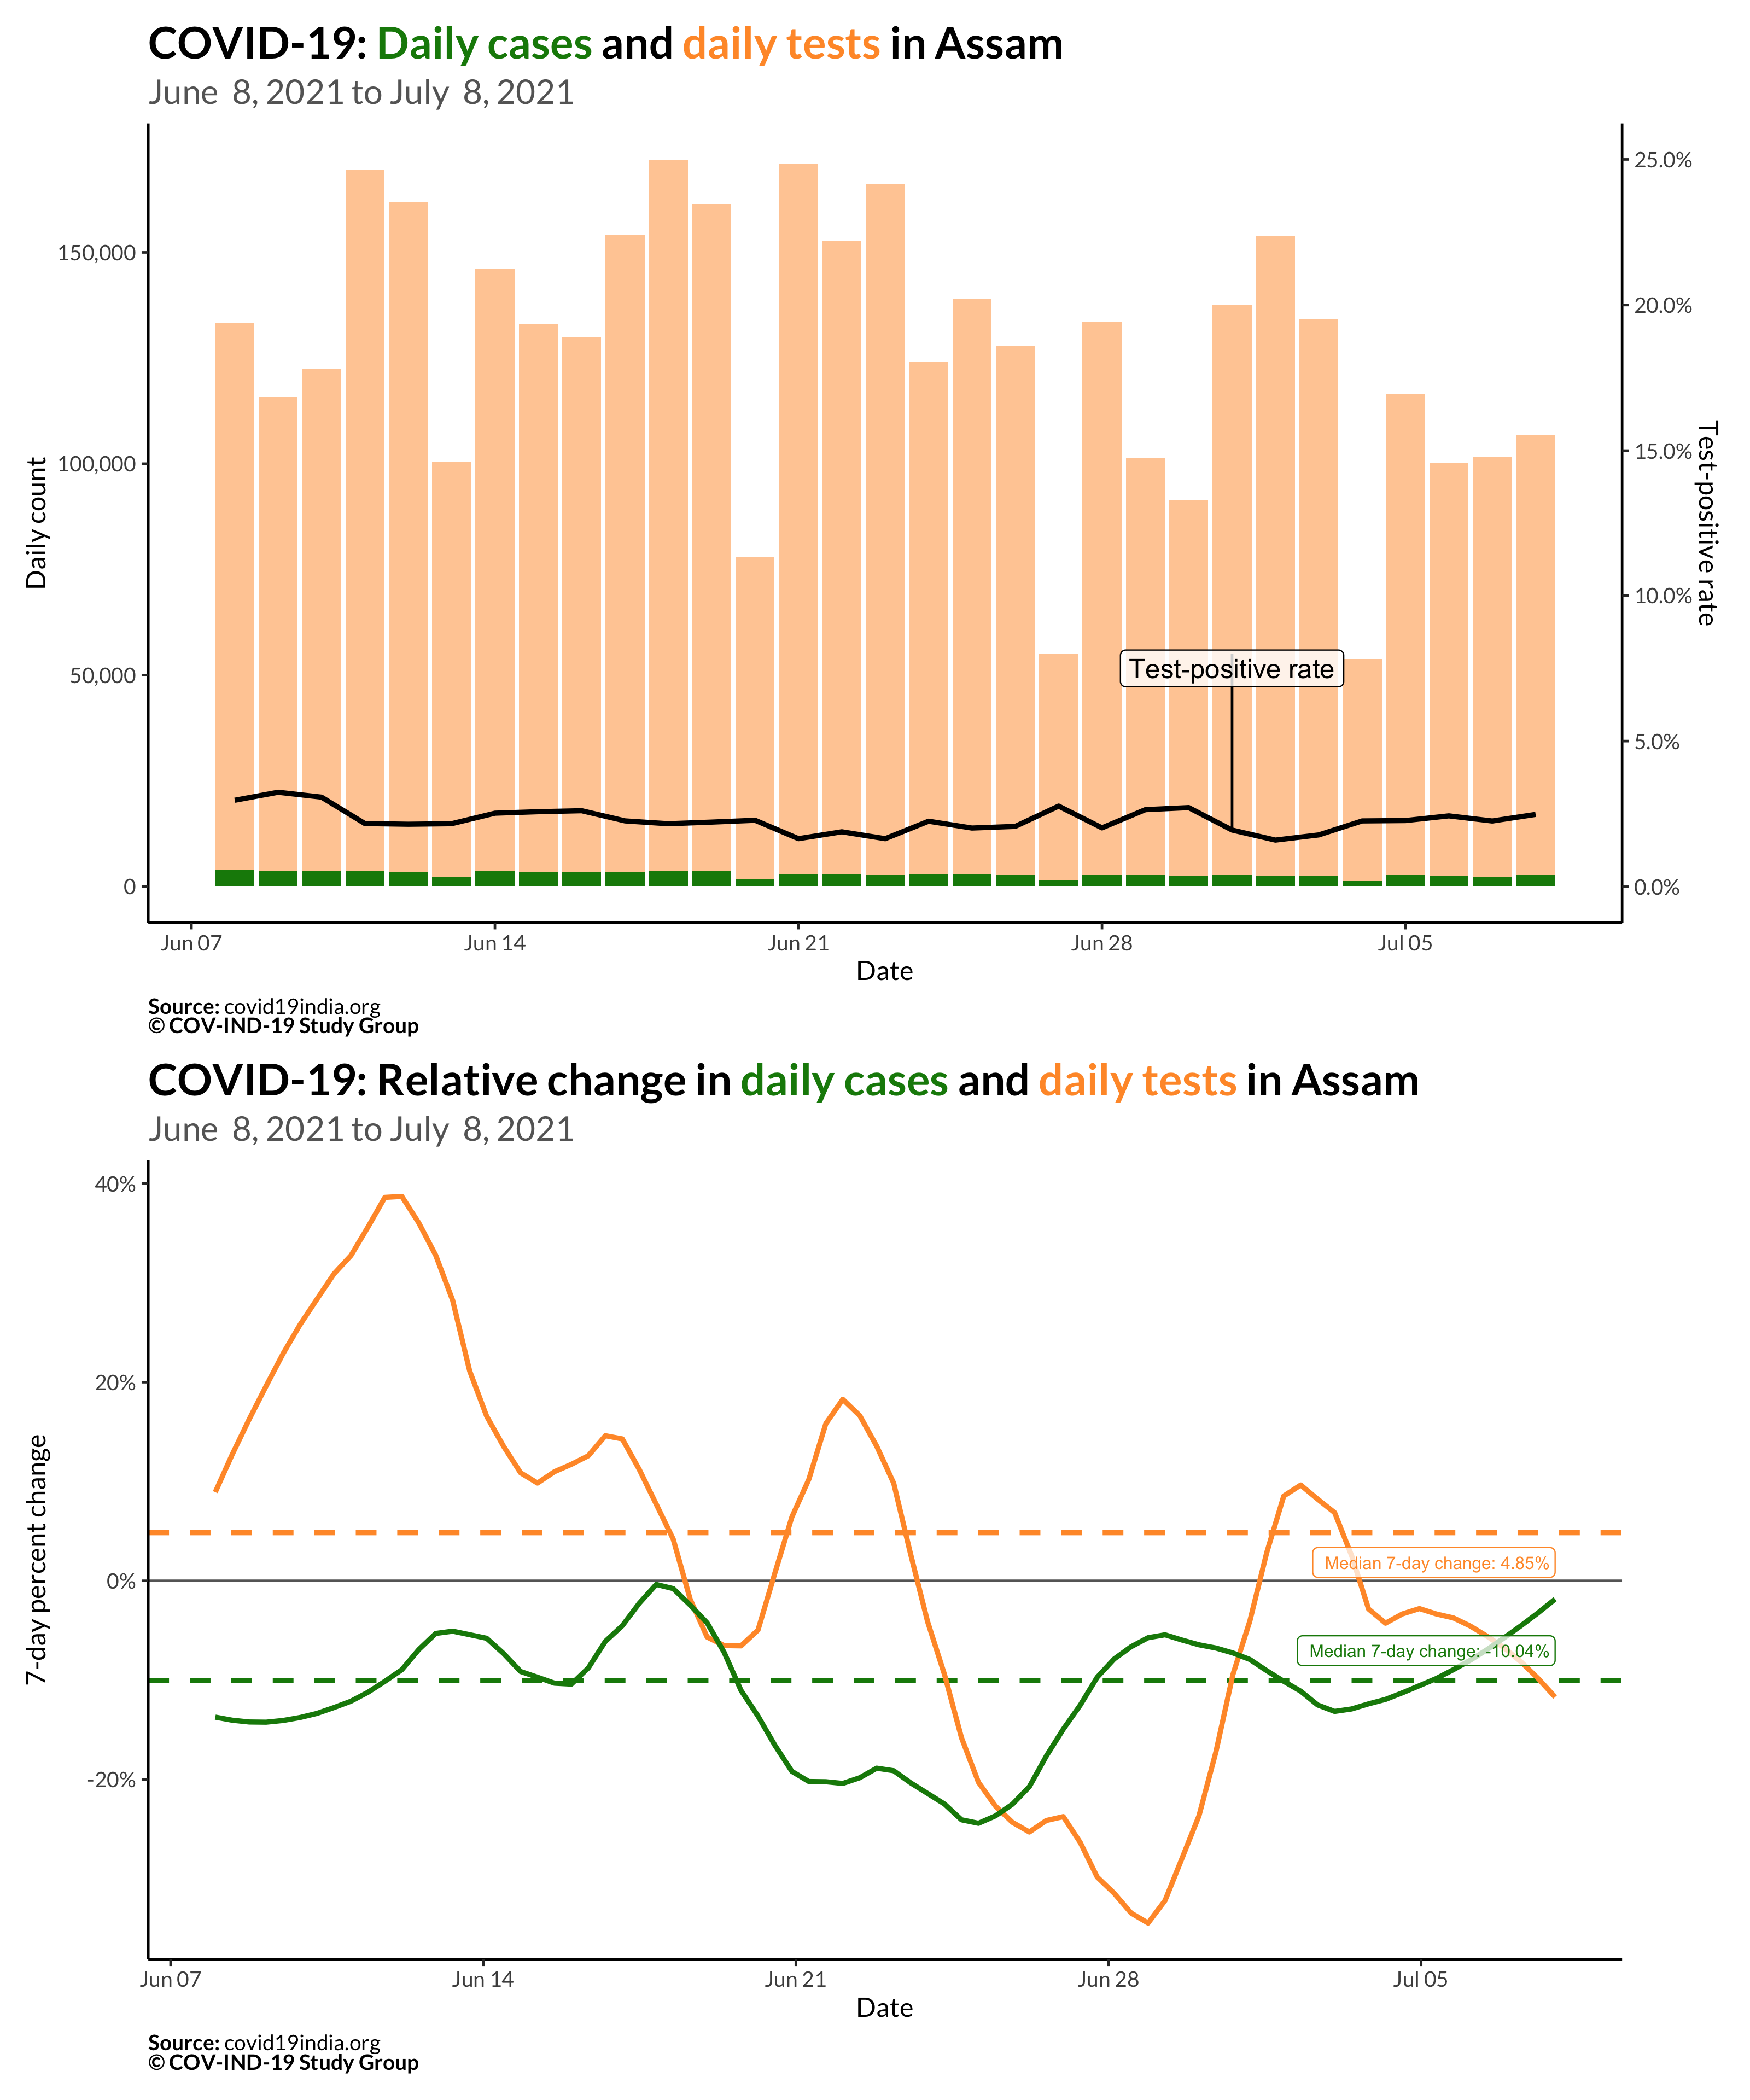 COVID-19: Daily cases and daily tests in Assam
June 8, 2021 to July 8, 2021
150,000
100,000
50,000
0
Daily count
25.0%
20.0%
15.0%
10.0%
5.0%
0.0%
Test-positive rate
Test-positive rate
Jun 07
Jun 14
Jun 21
Jun 28
Jul 05
Date
Source: covid19india.org
© COV-IND-19 Study Group
COVID-19: Relative change in daily cases and daily tests in Assam
June 8, 2021 to July 8, 2021
40%
20%
0%
-20%
7-day percent change
Median 7-day change: 4.85%
Median 7-day change: -10.04%
Jun 07
Jun 14
Jun 21
Jun 28
Jul 05
Date
Source: covid19india.org
© COV-IND-19 Study Group